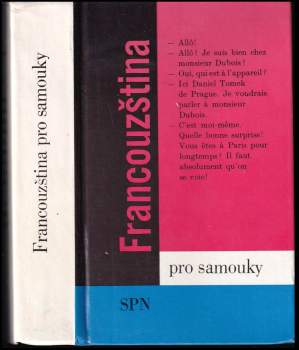 Francouzština pro samouky
Francouzština
— Allô!
— Allô! Je suis bien chez
monsieur Dubois?
— Oui, qui est à l'appareil?
— Ici Daniel Tomek
de Prague. Je voudrais
parler à monsieur
Dubois.
— C'est moi-même.
Quelle bonne surprise!
Vous êtes à Paris pour
longtemps? Il faut
absolument qu'on
se voie!
pro samouky
SPN